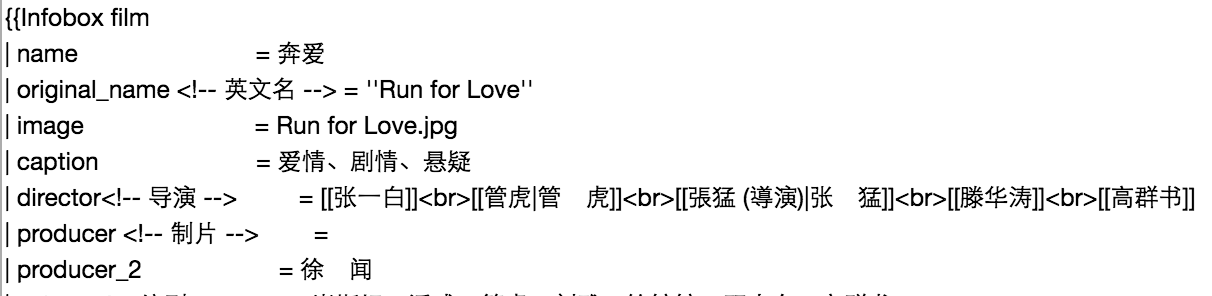 {{Infobox film
| name = 奔爱
| original_name <!-- 英文名 --> = ''Run for Love''
| image = Run for Love.jpg
| caption = 爱情、剧情、悬疑
| director<!-- 导演 --> = [[张一白]]<br>[[管虎|管　虎]]<br>[[張猛 (導演)|张　猛]]<br>[[滕华涛]]<br>[[高群书]]
| producer <!-- 制片 --> =
| producer_2 = 徐　闻